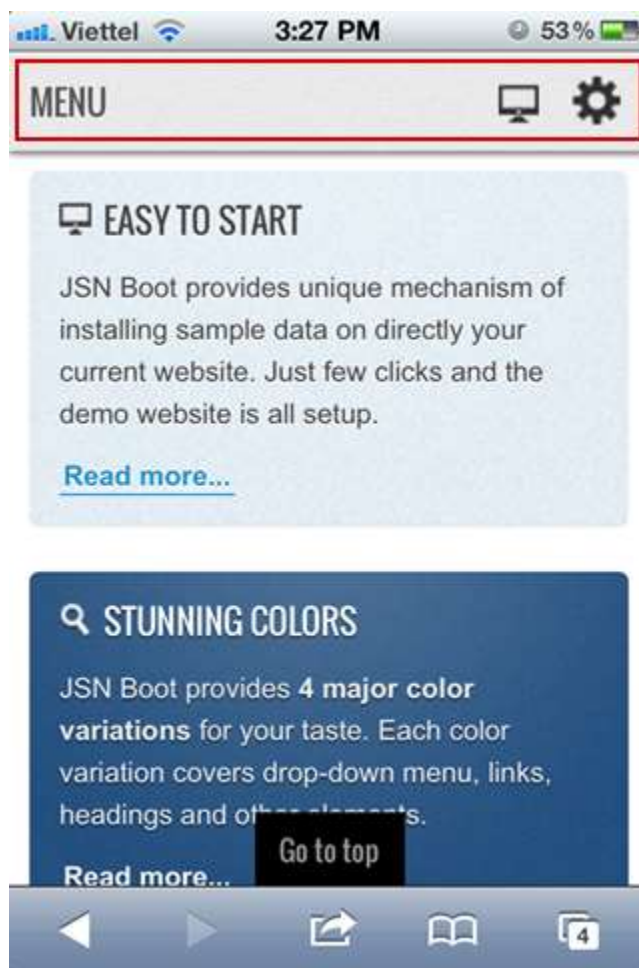 Viettel 3:27 PM 53%
MENU
EASY TO START
JSN Boot provides unique mechanism of
installing sample data on directly your
current website. Just few clicks and the
demo website is all setup.
Read more...
STUNNING COLORS
JSN Boot provides 4 major color
variations for your taste. Each color
variation covers drop-down menu, links,
headings and other elements.
Go to top
Read more...
4